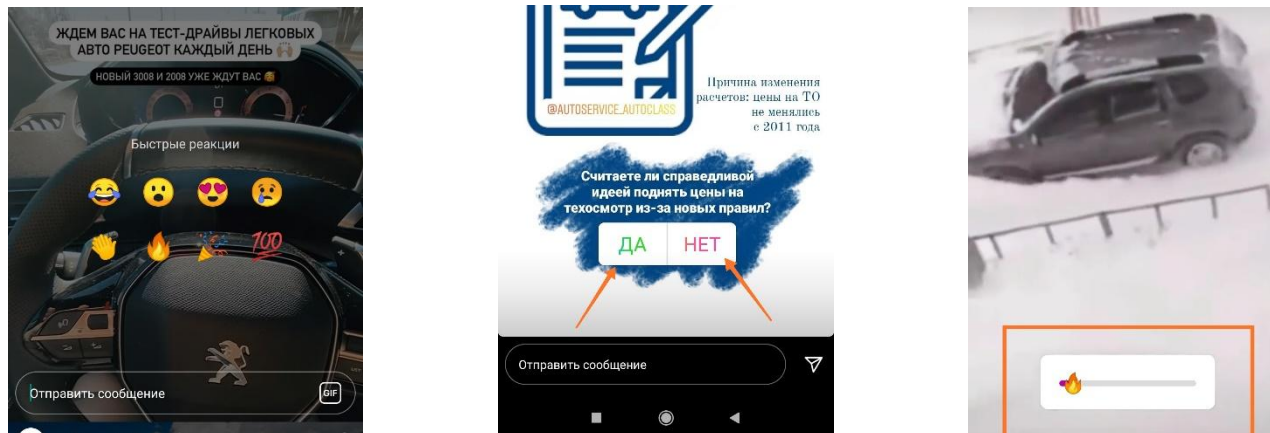 ЖДЕМ ВАС НА ТЕСТ-ДРАЙВЫ ЛЕГКОВЫХ
АВТО PEUGEOT КАЖДЫЙ ДЕНЬ 🙌🏻
НОВЫЙ 3008 И 2008 УЖЕ ЖДУТ ВАС 🥳
Быстрые реакции
💯
Отправить сообщение
GIF
@AUTOSERVICE_AUTOCLASS
Причина изменения
расчетов: цены на ТО
не менялись
с 2011 года
Считаете ли справедливой
идеей поднять цены на
техосмотр из-за новых правил?
ДА НЕТ
Отправить сообщение